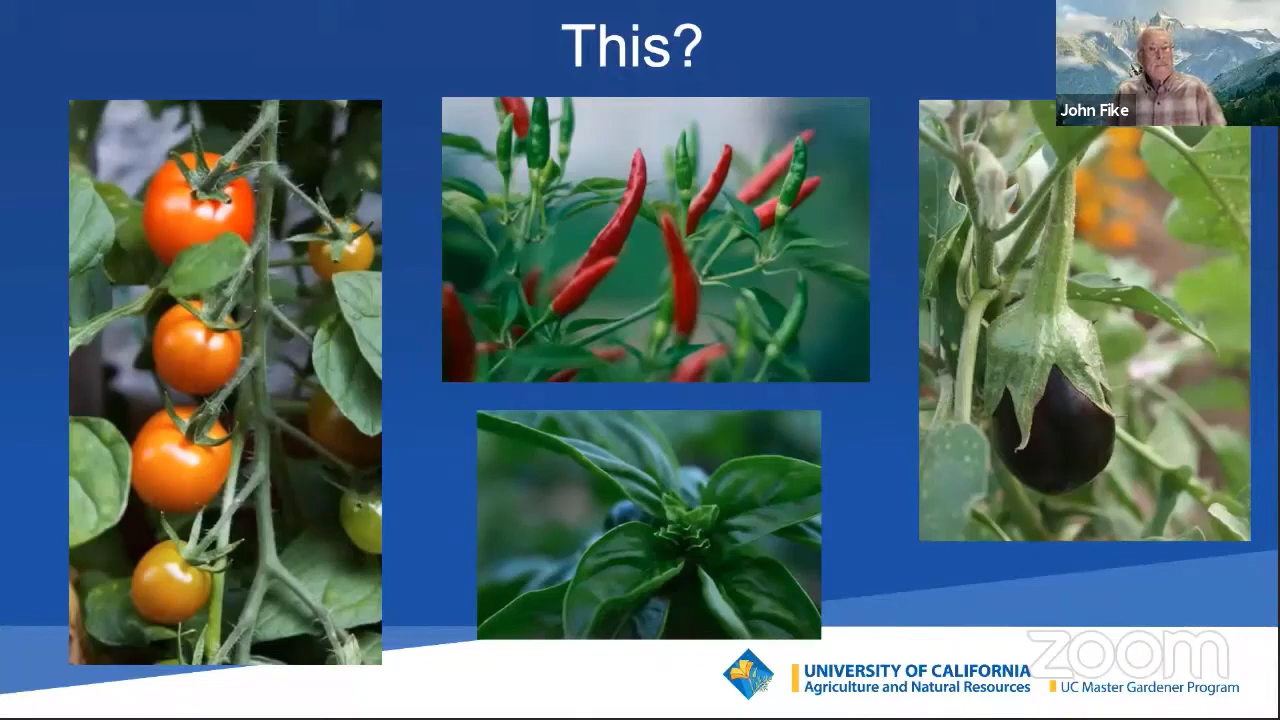 This?
John Fike
zoom
UNIVERSITY OF CALIFORNIA
Agriculture and Natural Resources
UC Master Gardener Program